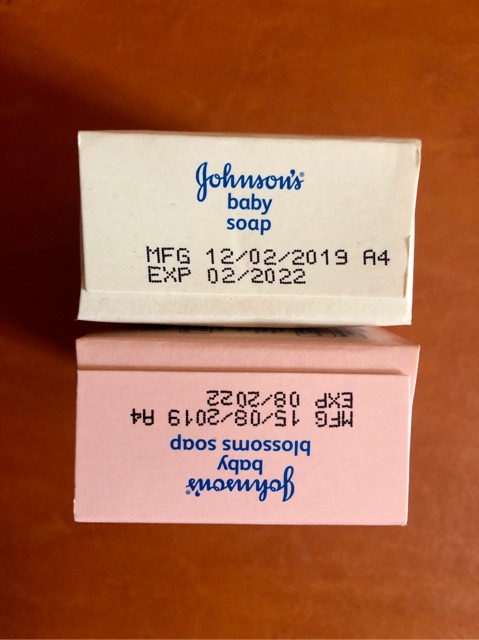 Johnson's®
baby
soap
MFG 12/02/2019 A4
EXP 02/2022
Johnson's®
baby
blossoms soap
MFG 15/08/2019 A4
EXP 08/2022